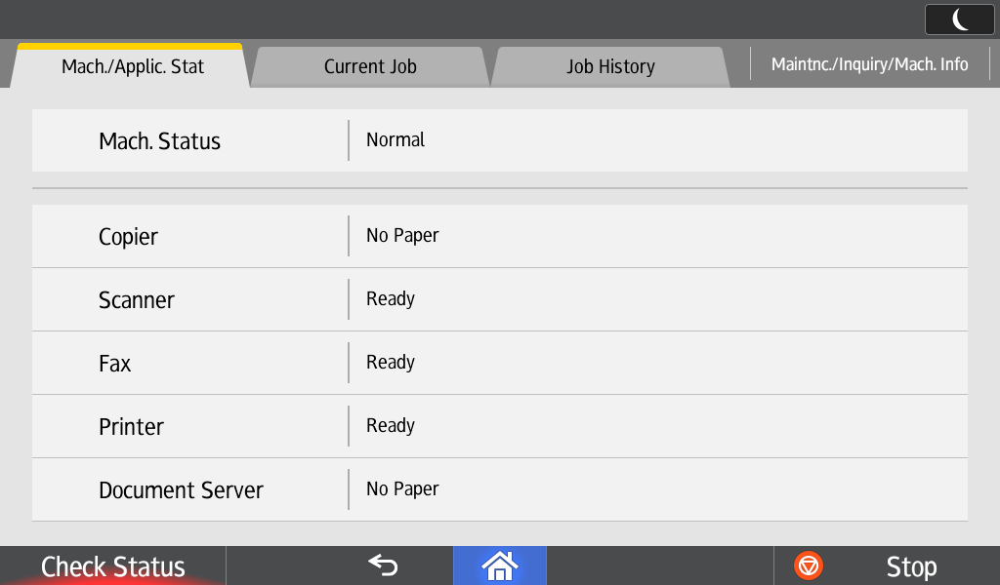 Mach./Applic. Stat
Current Job
Job History
Maintnc./Inquiry/Mach. Info
Mach. Status
Normal
Copier
No Paper
Scanner
Ready
Fax
Ready
Printer
Ready
Document Server
No Paper
Check Status
Stop